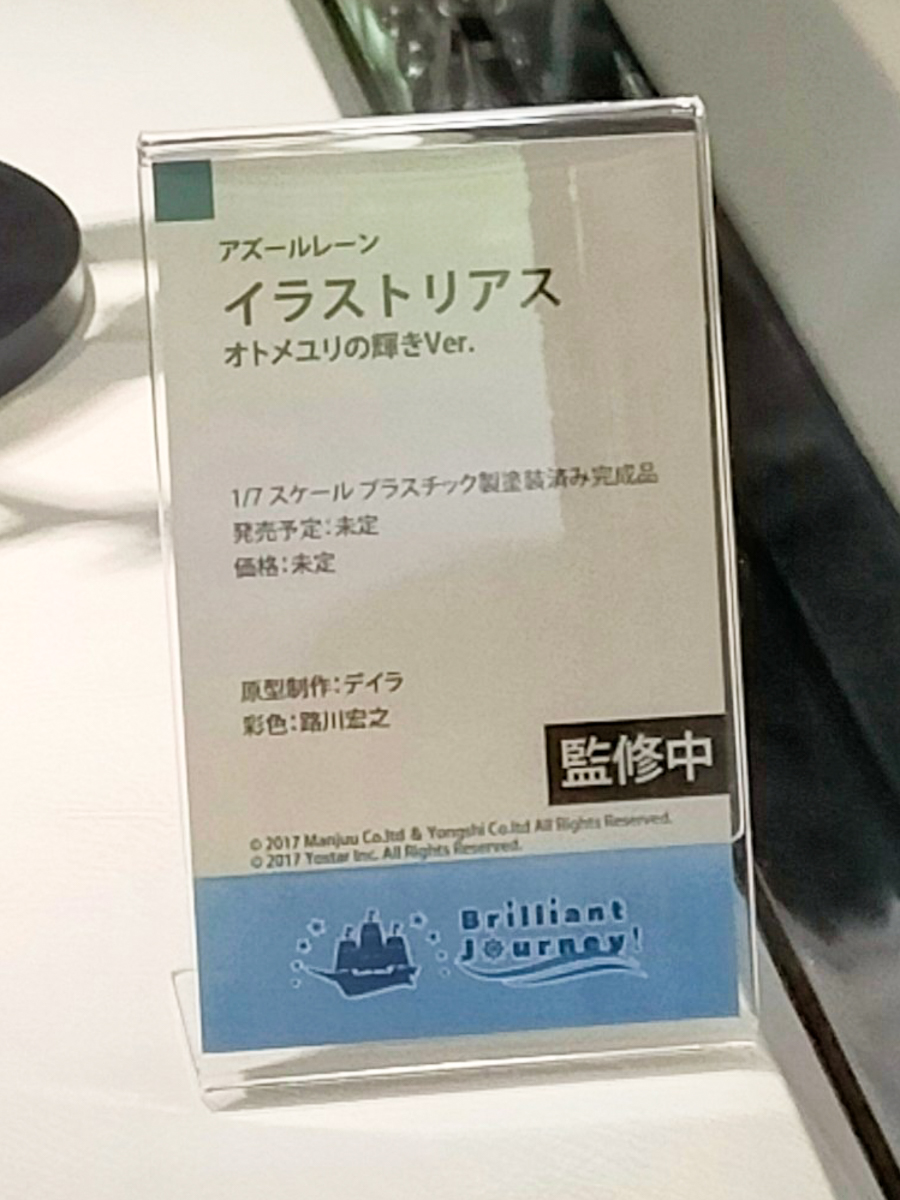 アズールレーン
イラストリアス
オトメユリの輝きVer.
1/7 スケール プラスチック製塗装済み完成品
発売予定:未定
価格:未定
原型制作:デイラ
彩色:路川宏之
監修中
© 2017 Manjuu Co.ltd & Yongshi Co.ltd All Rights Reserved.
© 2017 Yostar Inc. All Rights Reserved.
Brilliant
Journey!